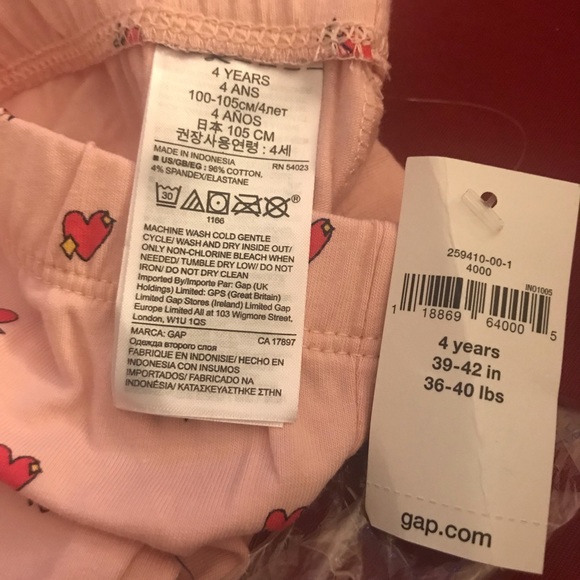 4 YEARS
4 ANS
100-105см/4лет
4 AÑOS
日本 105 CM
권장사용연령 : 4세
MADE IN INDONESIA
RN 54023
■ US/GB/EG : 96% COTTON.
4% SPANDEX/ELASTANE
30
®
1166
MACHINE WASH COLD GENTLE
CYCLE/ WASH AND DRY INSIDE OUT/
ONLY NON-CHLORINE BLEACH WHEN
NEEDED/ TUMBLE DRY LOW/ DO NOT
IRON/ DO NOT DRY CLEAN
Imported by/Importe Par: Gap (UK
Holdings) Limited: GPS (Great Britain)
Limited Gap Stores (Ireland) Limited Gap
Europe Limited All at 103 Wigmore Street.
London, W1U 1QS
MARCA: GAP
CA 17897
Одежда второго слоя
FABRIQUE EN INDONISIE/ HECHO EN
INDONESIA CON INSUMOS
IMPORTADOS/ FABRICADO NA
INDONÉSIA/ ΚΑΤΑΣΚΕΥΑΣΤΗΚΕ ΣΤΗΝ
259410-00-1
4000
INO1005
1 18869 64000 5
4 years
39-42 in
36-40 lbs
gap.com